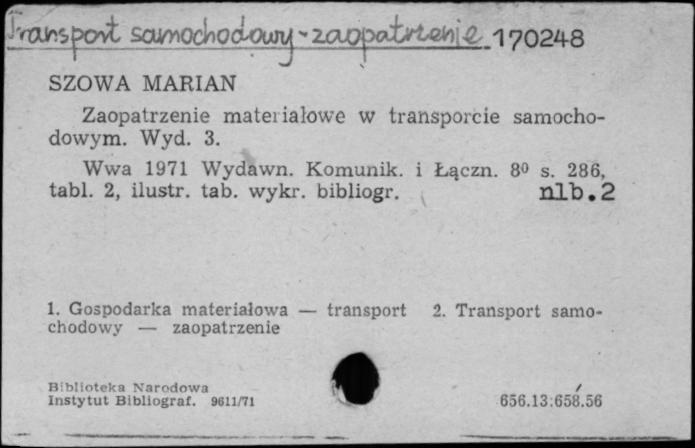 Transport samochodowy - zaopatrzenie 170248
SZOWA MARIAN
Zaopatrzenie materiałowe w transporcie samocho-
dowym. Wyd. 3.
Wwa 1971 Wydawn. Komunik. i Łączn. 8⁰ s. 286,
tabl. 2, ilustr. tab. wykr. bibliogr. nlb.2
1. Gospodarka materiałowa — transport 2. Transport samo-
chodowy — zaopatrzenie
Biblioteka Narodowa
Instytut Bibliograf. 9611/71 656.13:658.56